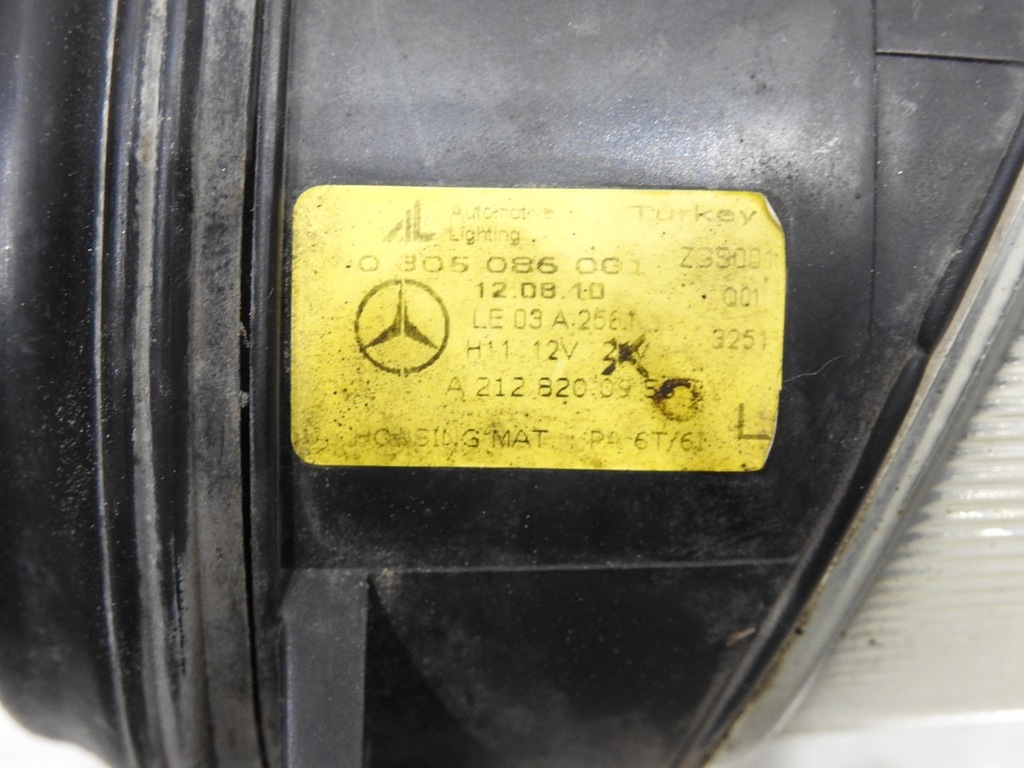 AL Automotive Turkey
Lighting
0 305 086 001 ZGS001
12.08.10 Q01
LE 03 A 2581 3251
H11 12V
A 212 820 09 56
HOUSING MAT. PA 6T/6I L